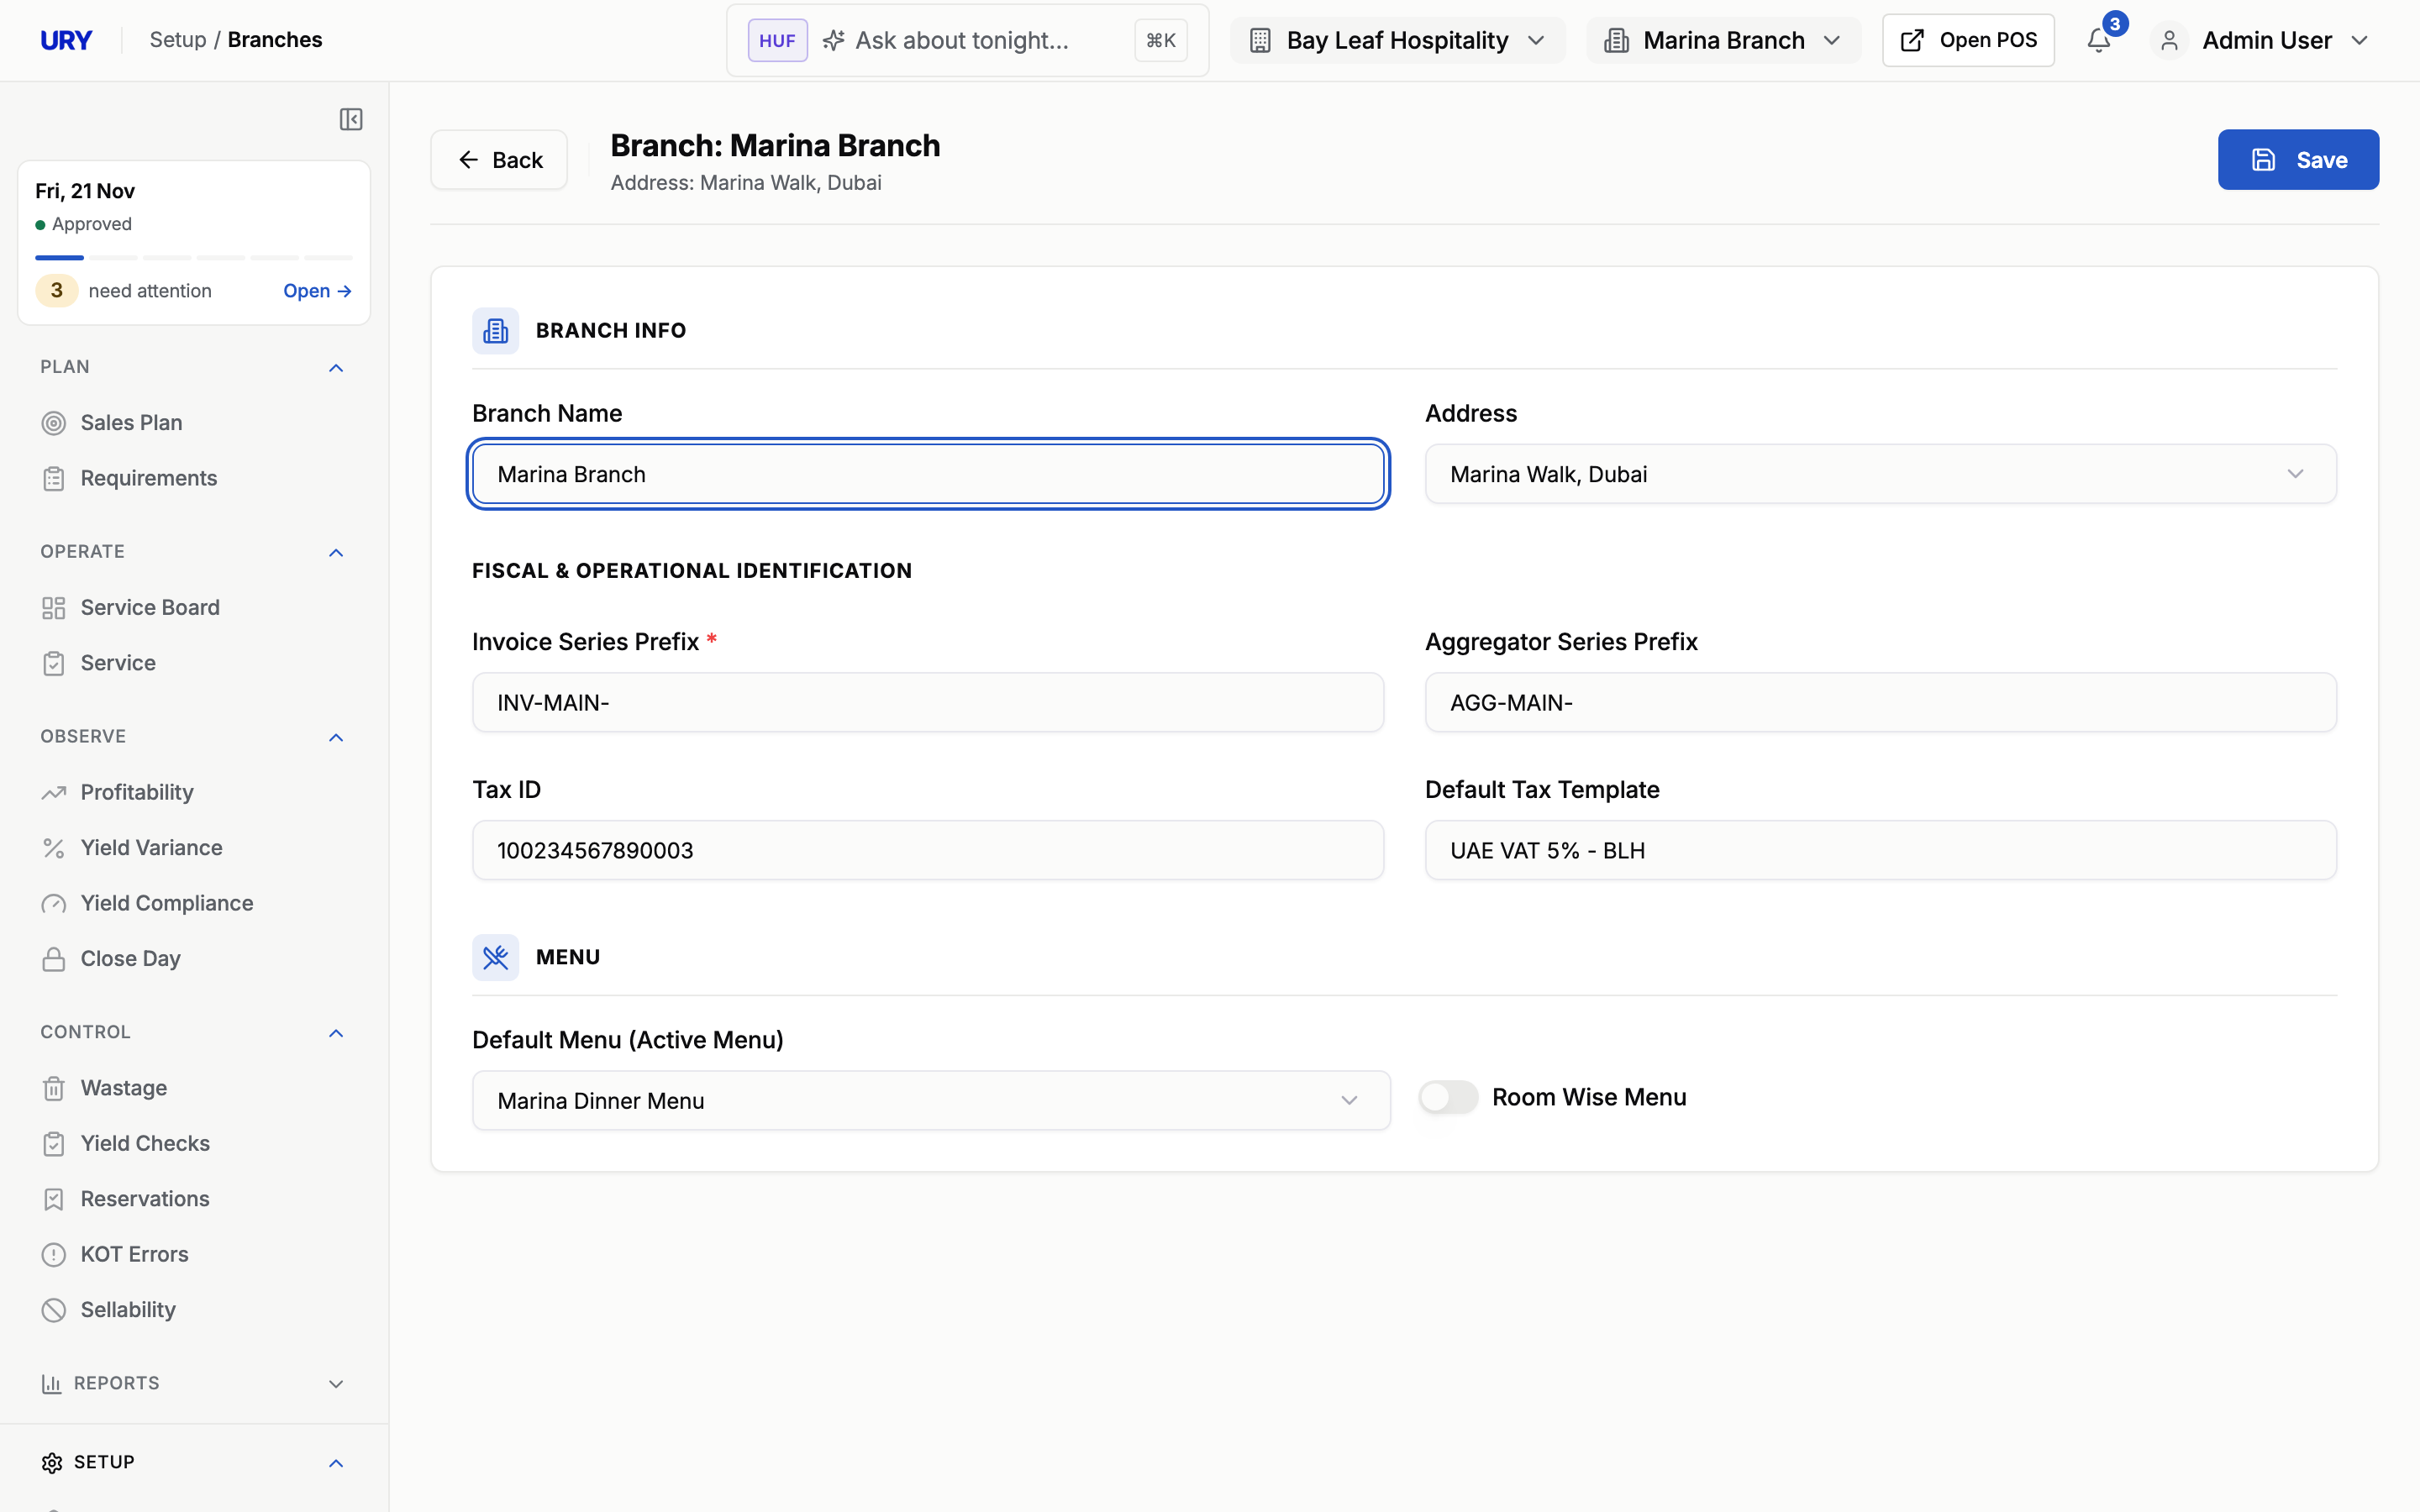 URY
Setup / Branches
HUF
Ask about tonight...
⌘K
Bay Leaf Hospitality
Marina Branch
Open POS
3
Admin User
Fri, 21 Nov
Approved
3 need attention
Open →
PLAN
Sales Plan
Requirements
OPERATE
Service Board
Service
OBSERVE
Profitability
Yield Variance
Yield Compliance
Close Day
CONTROL
Wastage
Yield Checks
Reservations
KOT Errors
Sellability
REPORTS
SETUP
Back
Branch: Marina Branch
Address: Marina Walk, Dubai
Save
BRANCH INFO
Branch Name
Marina Branch
Address
Marina Walk, Dubai
FISCAL & OPERATIONAL IDENTIFICATION
Invoice Series Prefix *
INV-MAIN-
Aggregator Series Prefix
AGG-MAIN-
Tax ID
100234567890003
Default Tax Template
UAE VAT 5% - BLH
MENU
Default Menu (Active Menu)
Marina Dinner Menu
Room Wise Menu